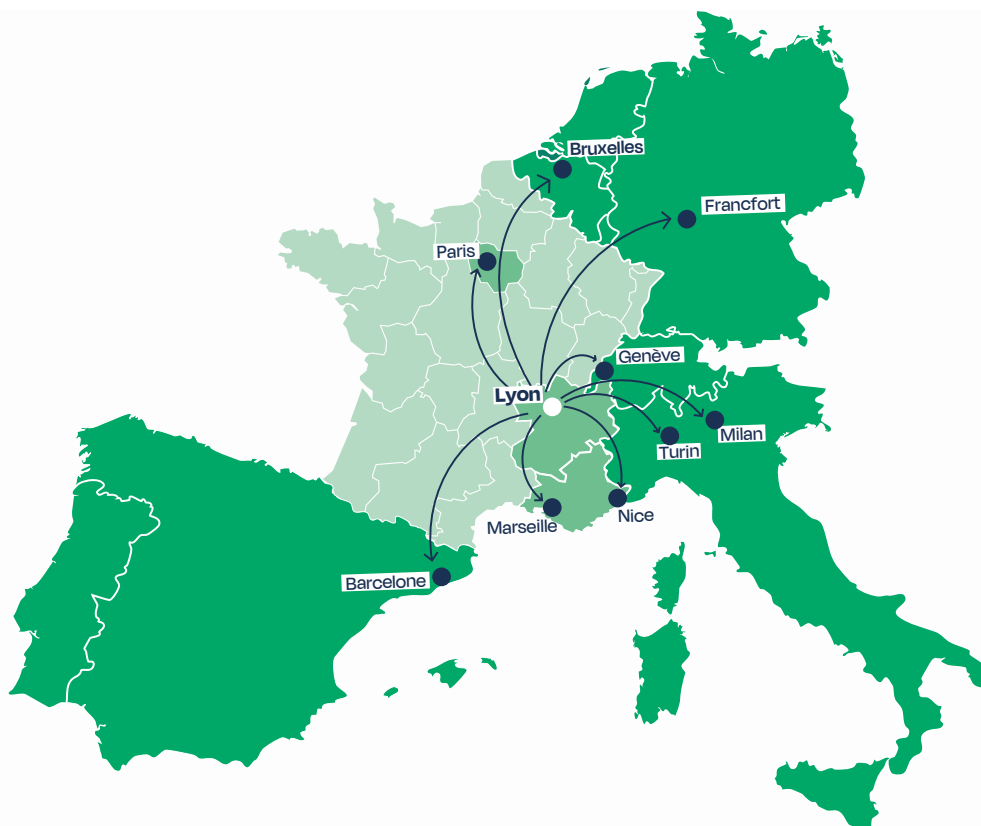 Bruxelles
Francfort
Paris
Genève
Lyon
Milan
Turin
Nice
Marseille
Barcelone